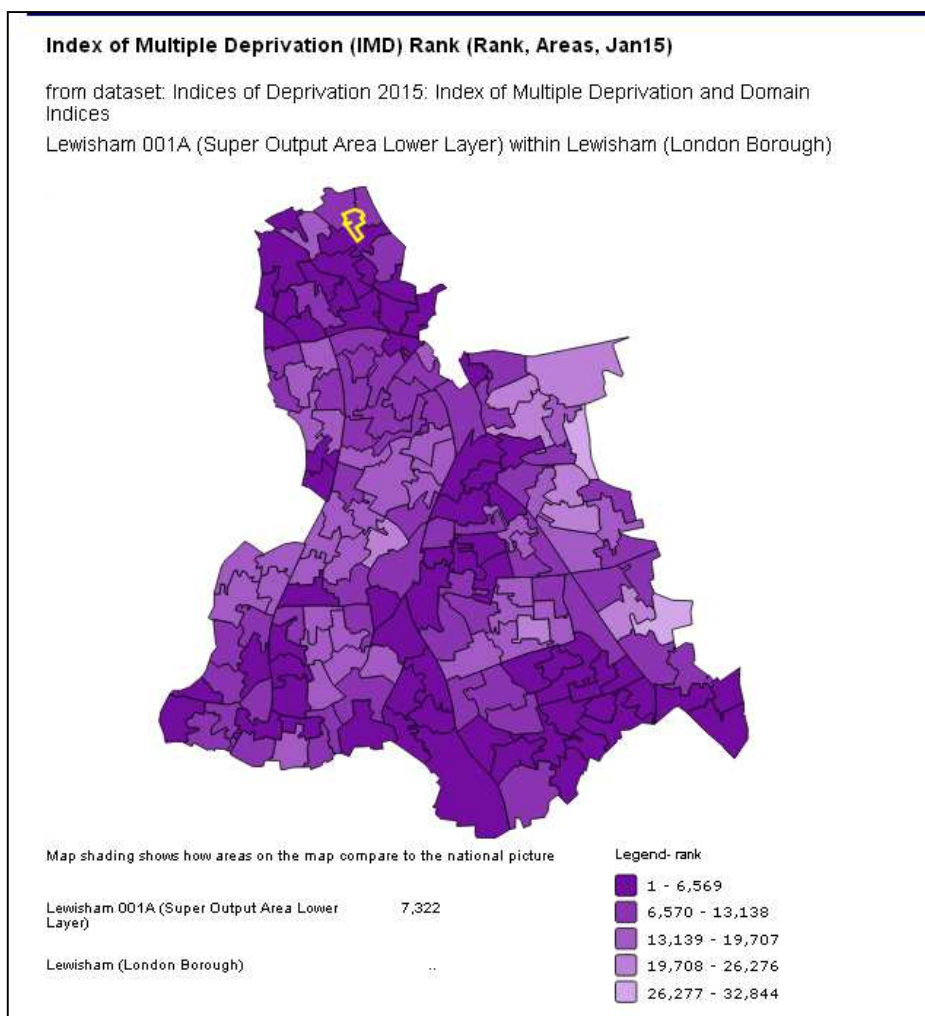 Index of Multiple Deprivation (IMD) Rank (Rank, Areas, Jan15)
from dataset: Indices of Deprivation 2015: Index of Multiple Deprivation and Domain
Indices
Lewisham 001A (Super Output Area Lower Layer) within Lewisham (London Borough)
Map shading shows how areas on the map compare to the national picture
Lewisham 001A (Super Output Area Lower
Layer)
7,322
Lewisham (London Borough)
..
Legend- rank
1 - 6,569
6,570 - 13,138
13,139 - 19,707
19,708 - 26,276
26,277 - 32,844